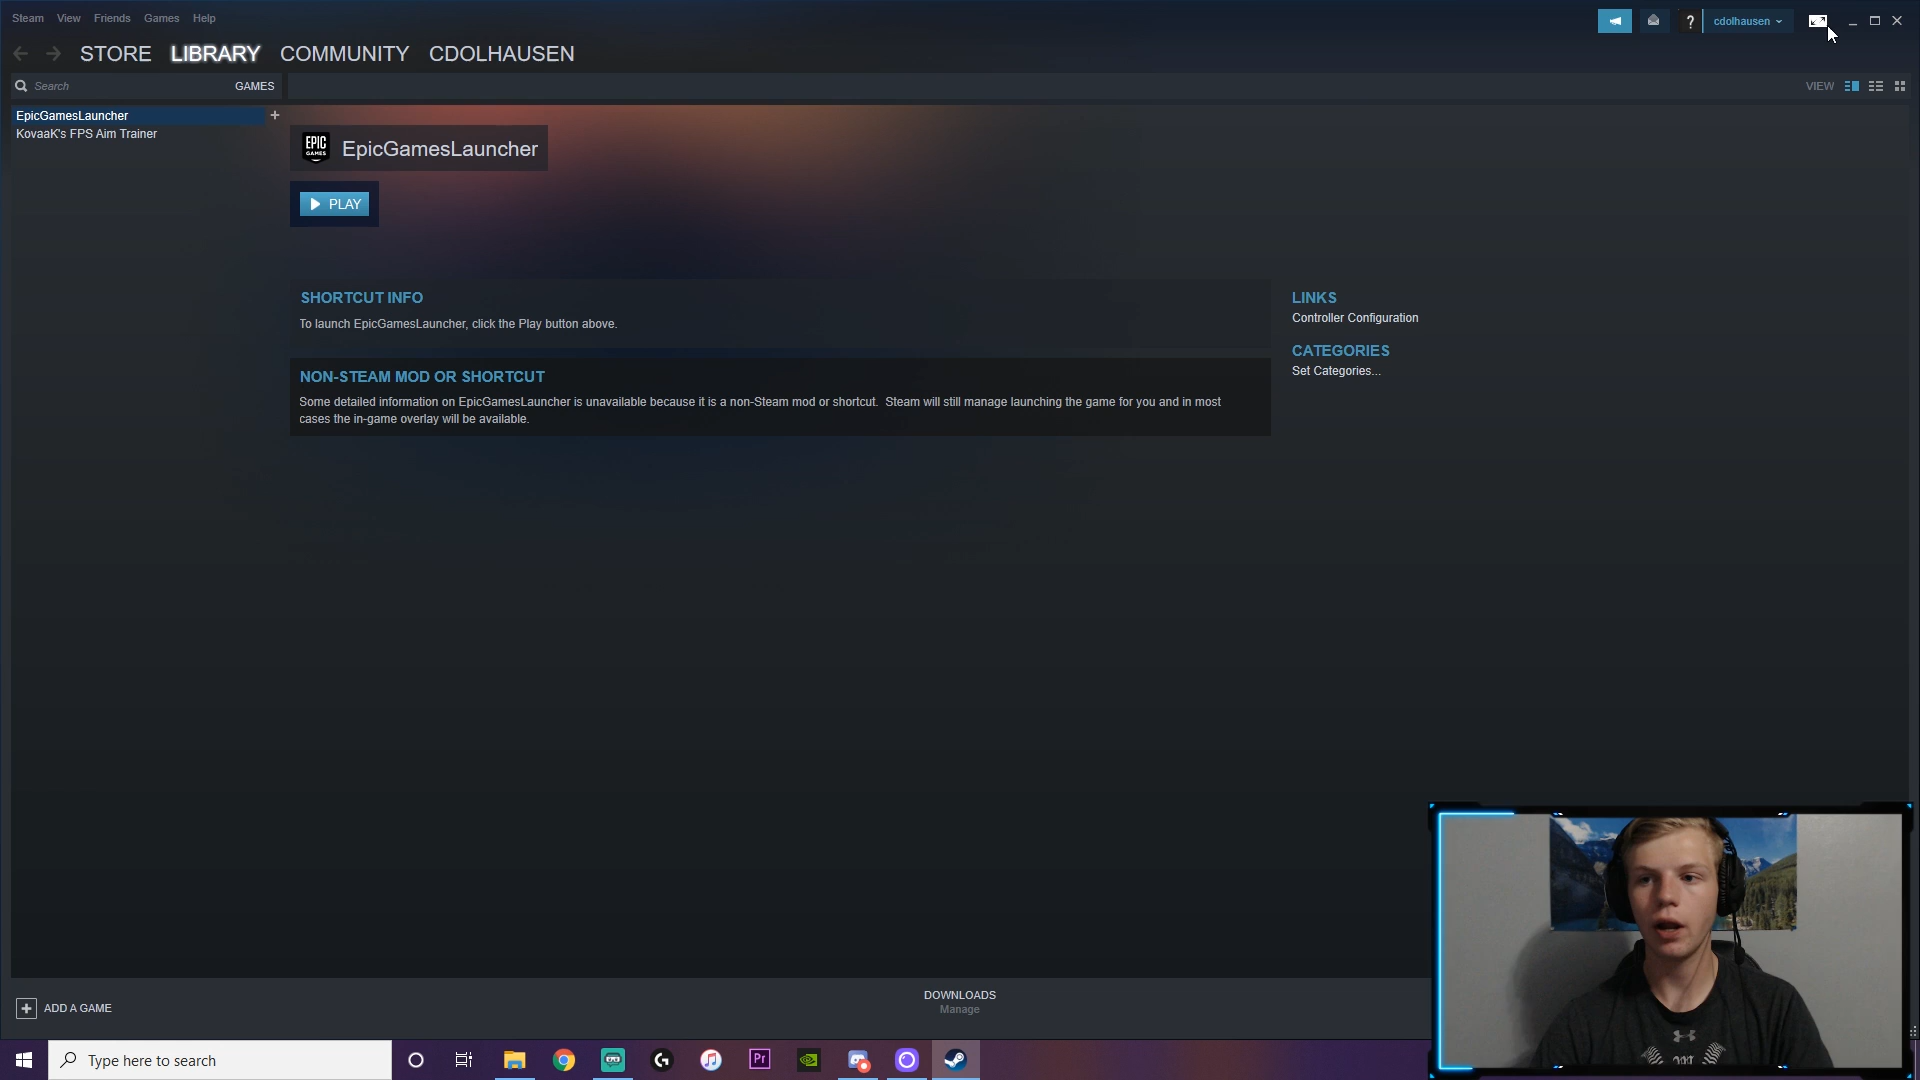 Steam View Friends Games Help
? cdolhausen
STORE LIBRARY COMMUNITY CDOLHAUSEN
Search GAMES
VIEW
EpicGamesLauncher +
KovaaK's FPS Aim Trainer
EPIC GAMES EpicGamesLauncher
PLAY
SHORTCUT INFO
To launch EpicGamesLauncher, click the Play button above.
NON-STEAM MOD OR SHORTCUT
Some detailed information on EpicGamesLauncher is unavailable because it is a non-Steam mod or shortcut. Steam will still manage launching the game for you and in most
cases the in-game overlay will be available.
LINKS
Controller Configuration
CATEGORIES
Set Categories...
+ ADD A GAME
DOWNLOADS
Manage
Type here to search
Pr